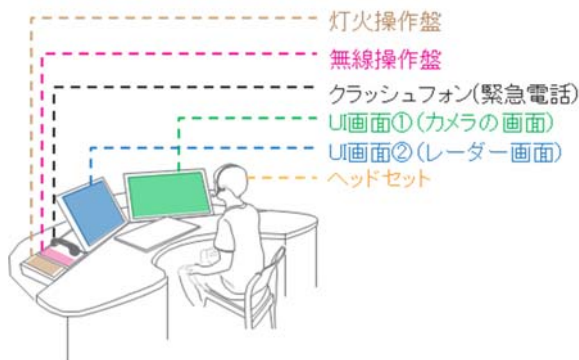 灯火操作盤
無線操作盤
クラッシュフォン(緊急電話)
UI画面①(カメラの画面)
UI画面②(レーダー画面)
ヘッドセット